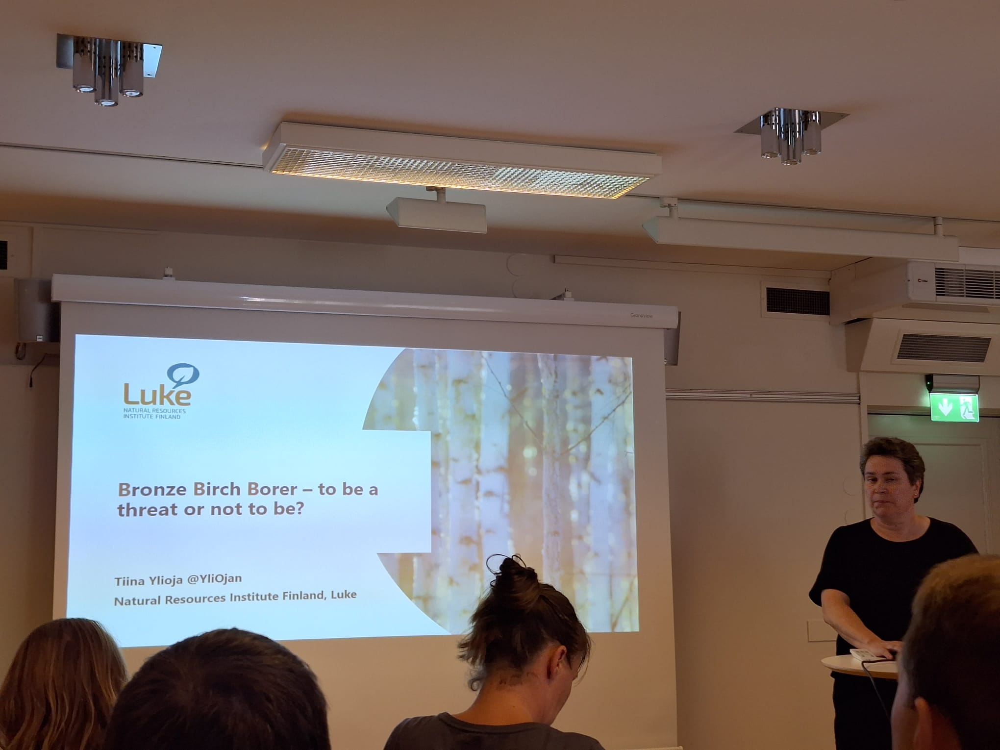 Grandview
Luke
NATURAL RESOURCES
INSTITUTE FINLAND
Bronze Birch Borer – to be a
threat or not to be?
Tiina Ylioja @YliOjan
Natural Resources Institute Finland, Luke